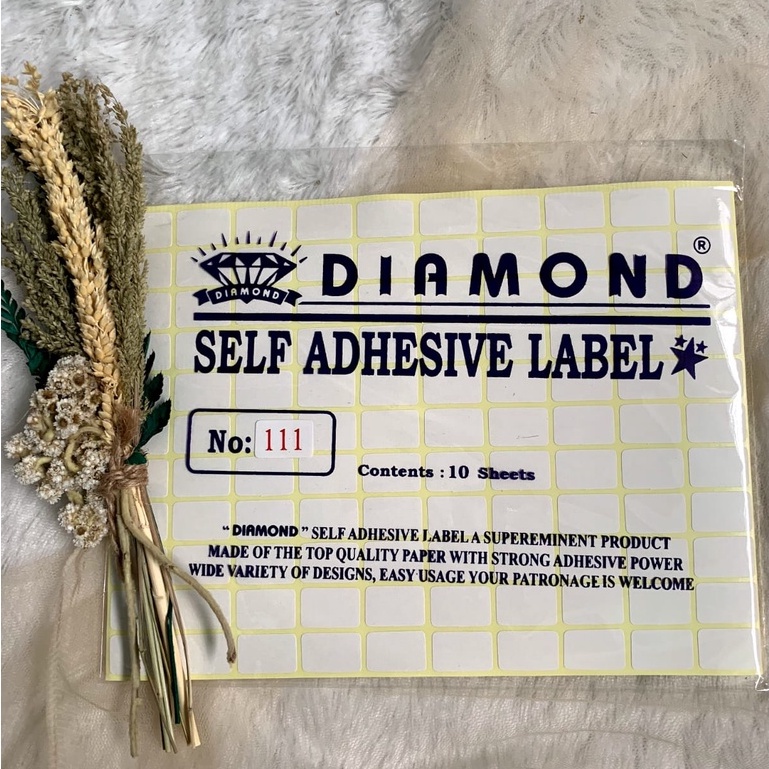 DIAMOND
DIAMOND ®
SELF ADHESIVE LABEL
No: 111
Contents : 10 Sheets
“ DIAMOND ” SELF ADHESIVE LABEL A SUPEREMINENT PRODUCT
MADE OF THE TOP QUALITY PAPER WITH STRONG ADHESIVE POWER
WIDE VARIETY OF DESIGNS, EASY USAGE YOUR PATRONAGE IS WELCOME